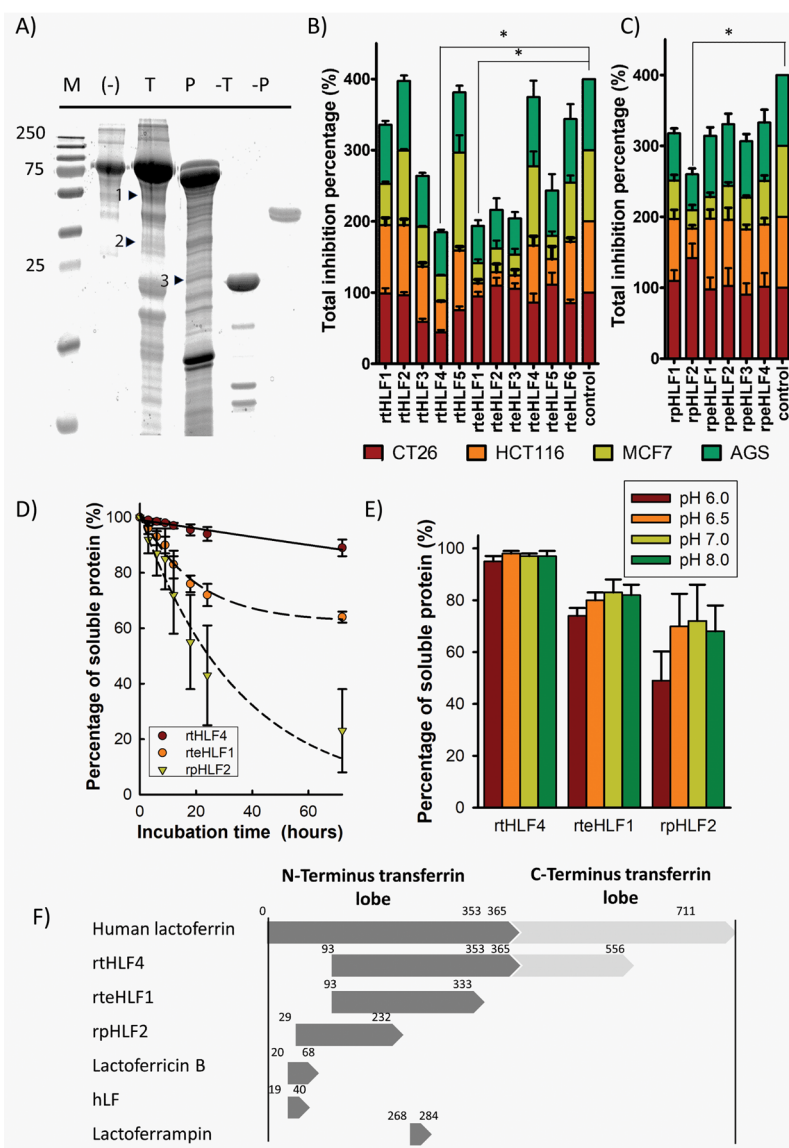 A)
M (-) T P -T -P
250
75
25
1
2
3
B)
Total inhibition percentage (%)
400
300
200
100
0
*
*
rtHLF1 rtHLF2 rtHLF3 rtHLF4 rtHLF5 rteHLF1 rteHLF2 rteHLF3 rteHLF4 rteHLF5 rteHLF6 control
C)
Total inhibition percentage (%)
400
300
200
100
0
*
rpHLF1 rpHLF2 rpeHLF1 rpeHLF2 rpeHLF3 rpeHLF4 control
CT26 HCT116 MCF7 AGS
D)
Percentage of soluble protein (%)
100
80
60
40
20
0
rtHLF4
rteHLF1
rpHLF2
0 20 40 60
Incubation time (hours)
E)
pH 6.0
pH 6.5
pH 7.0
pH 8.0
Percentage of soluble protein (%)
100
80
60
40
20
0
rtHLF4 rteHLF1 rpHLF2
F)
N-Terminus transferrin
lobe
C-Terminus transferrin
lobe
0 353 365 711
Human lactoferrin
93 353 365 556
rtHLF4
93 333
rteHLF1
29 232
rpHLF2
20 68
Lactoferricin B
19 40
hLF
268 284
Lactoferrampin